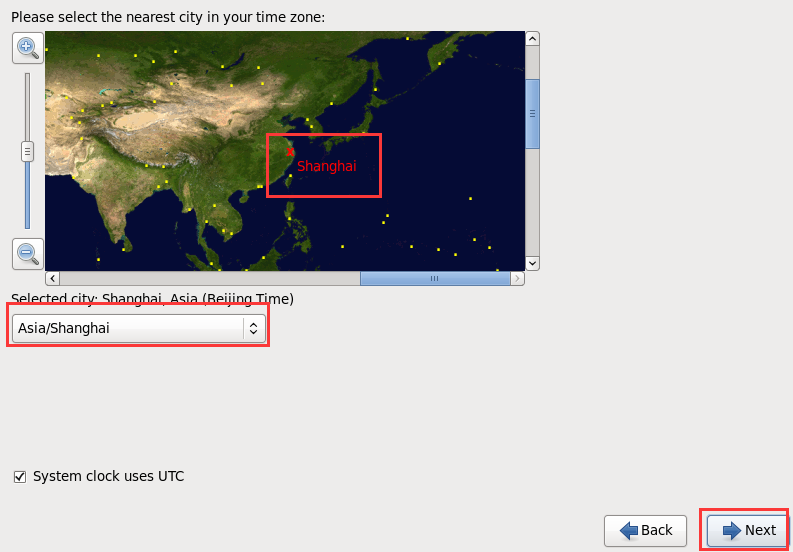 Please select the nearest city in your time zone:
Shanghai
Selected city: Shanghai, Asia (Beijing Time)
Asia/Shanghai
System clock uses UTC
Back
Next